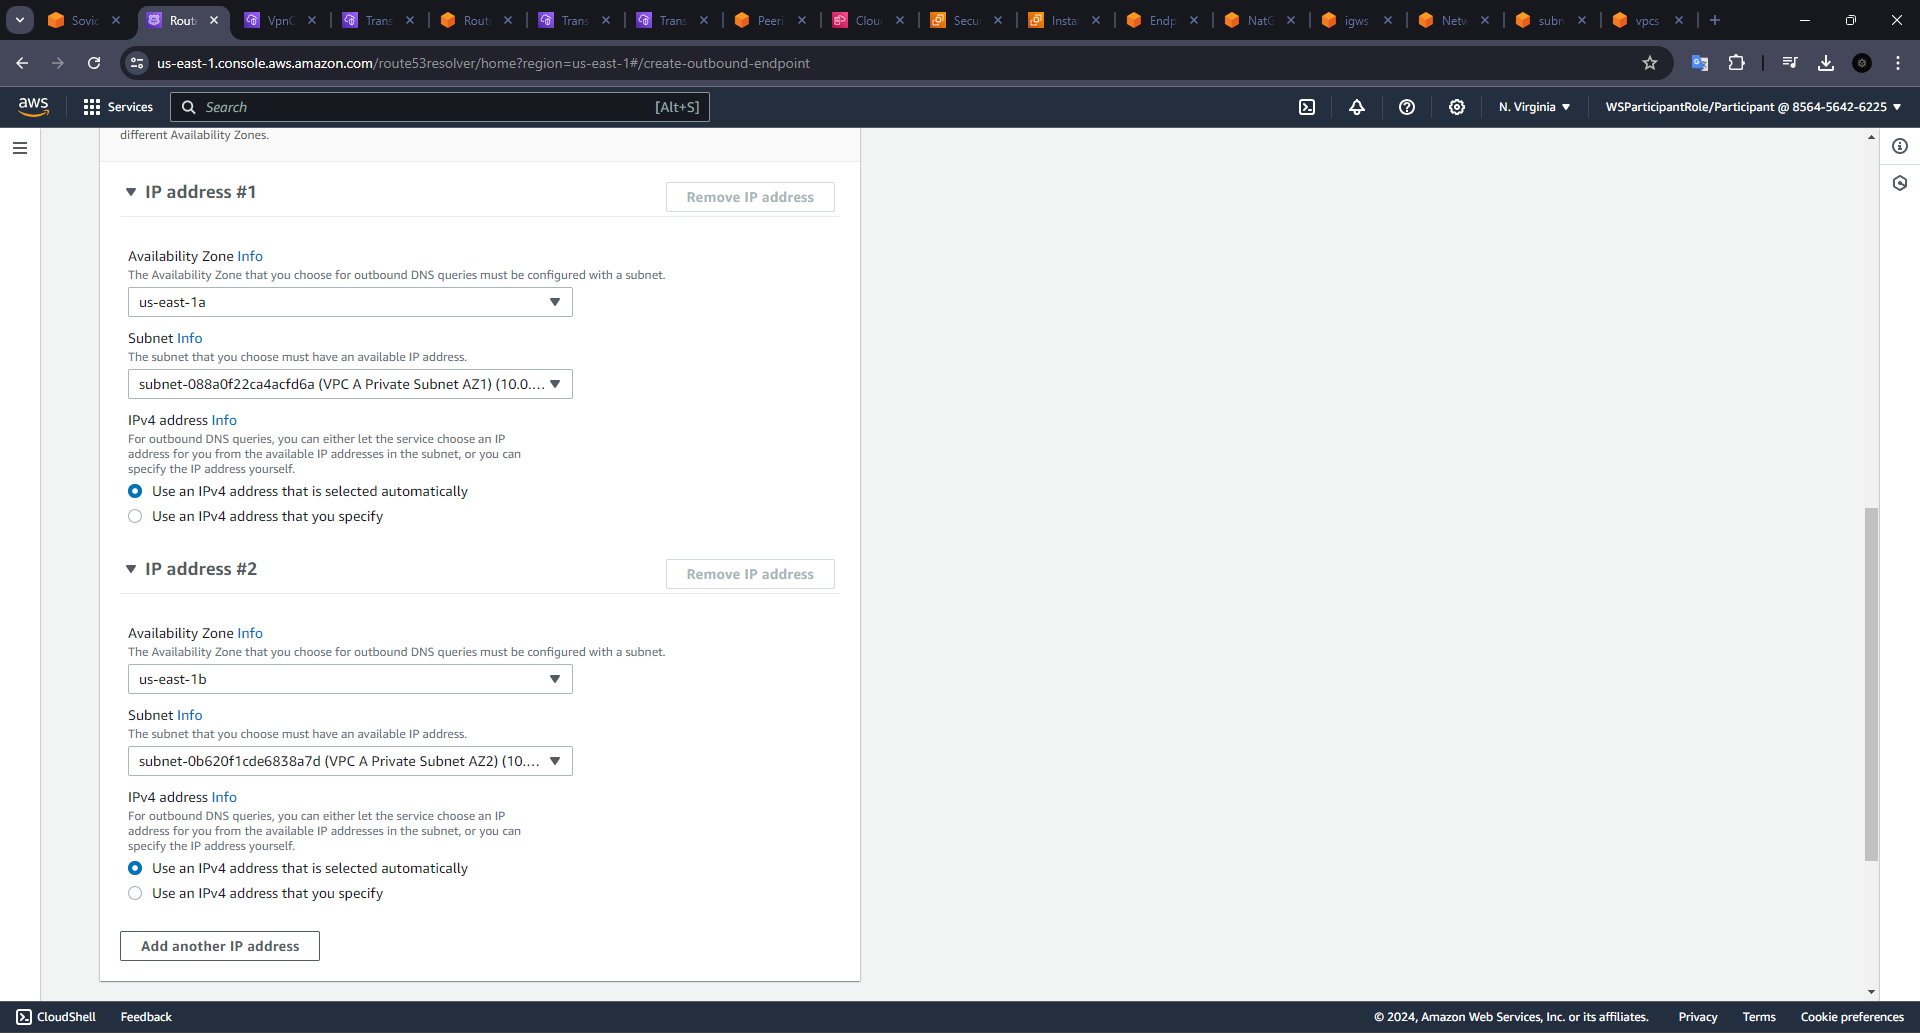 Sovic
Rout
VpnC
Trans
Rout
Trans
Trans
Peeri
Clou
Secu
Insta
Endp
NatG
igws
Netw
subn
vpcs
us-east-1.console.aws.amazon.com/route53resolver/home?region=us-east-1#/create-outbound-endpoint
aws
Services
Search
[Alt+S]
N. Virginia
WSParticipantRole/Participant @ 8564-5642-6225
different Availability Zones.
IP address #1
Remove IP address
Availability Zone Info
The Availability Zone that you choose for outbound DNS queries must be configured with a subnet.
us-east-1a
Subnet Info
The subnet that you choose must have an available IP address.
subnet-088a0f22ca4acfd6a (VPC A Private Subnet AZ1) (10.0....
IPv4 address Info
For outbound DNS queries, you can either let the service choose an IP
address for you from the available IP addresses in the subnet, or you can
specify the IP address yourself.
Use an IPv4 address that is selected automatically
Use an IPv4 address that you specify
IP address #2
Remove IP address
Availability Zone Info
The Availability Zone that you choose for outbound DNS queries must be configured with a subnet.
us-east-1b
Subnet Info
The subnet that you choose must have an available IP address.
subnet-0b620f1cde6838a7d (VPC A Private Subnet AZ2) (10....
IPv4 address Info
For outbound DNS queries, you can either let the service choose an IP
address for you from the available IP addresses in the subnet, or you can
specify the IP address yourself.
Use an IPv4 address that is selected automatically
Use an IPv4 address that you specify
Add another IP address
CloudShell
Feedback
© 2024, Amazon Web Services, Inc. or its affiliates.
Privacy
Terms
Cookie preferences